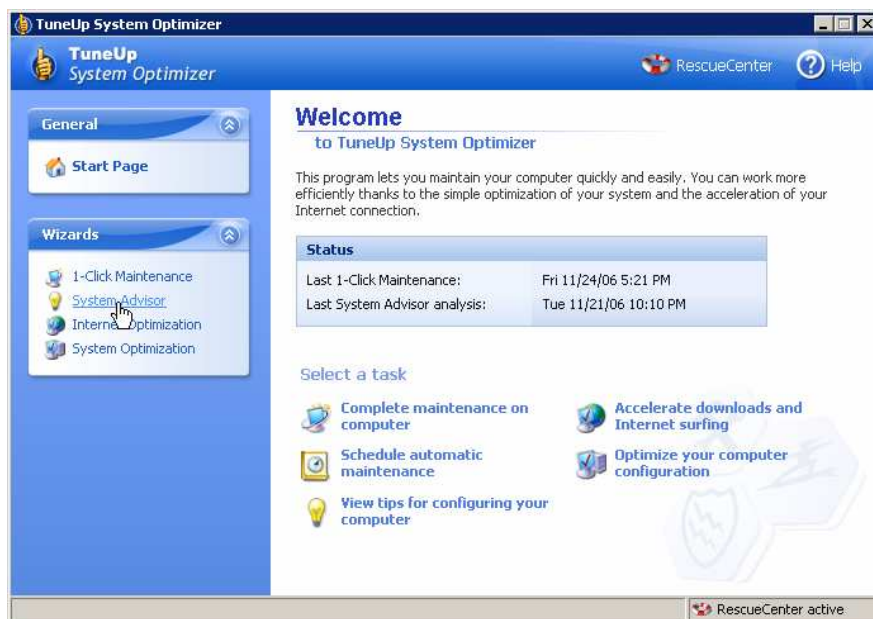 TuneUp System Optimizer
TuneUp
System Optimizer
RescueCenter
Help
General
Start Page
Wizards
1-Click Maintenance
System Advisor
Internet Optimization
System Optimization
Welcome
to TuneUp System Optimizer
This program lets you maintain your computer quickly and easily. You can work more
efficiently thanks to the simple optimization of your system and the acceleration of your
Internet connection.
Status
Last 1-Click Maintenance: Fri 11/24/06 5:21 PM
Last System Advisor analysis: Tue 11/21/06 10:10 PM
Select a task
Complete maintenance on
computer
Schedule automatic
maintenance
View tips for configuring your
computer
Accelerate downloads and
Internet surfing
Optimize your computer
configuration
RescueCenter active